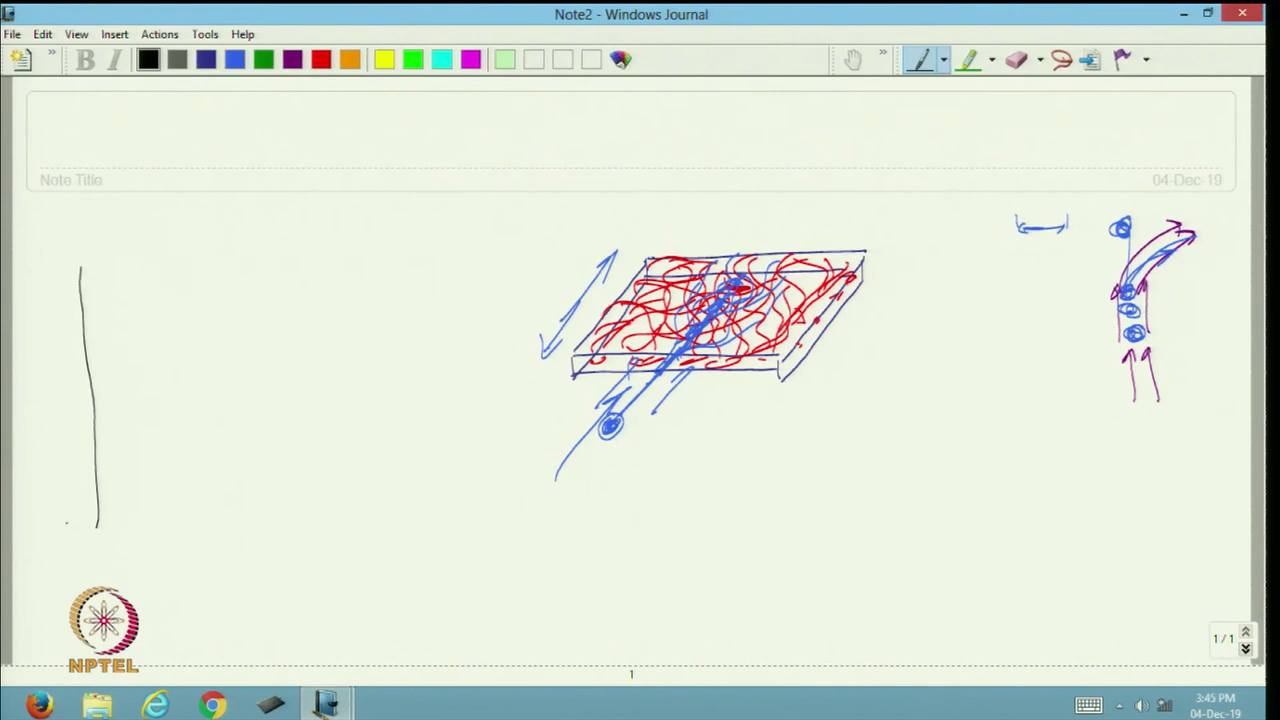 Note2 - Windows Journal
File Edit View Insert Actions Tools Help
B I
Note Title
04-Dec-19
1/1
NPTEL
1
3:45 PM
04-Dec-19